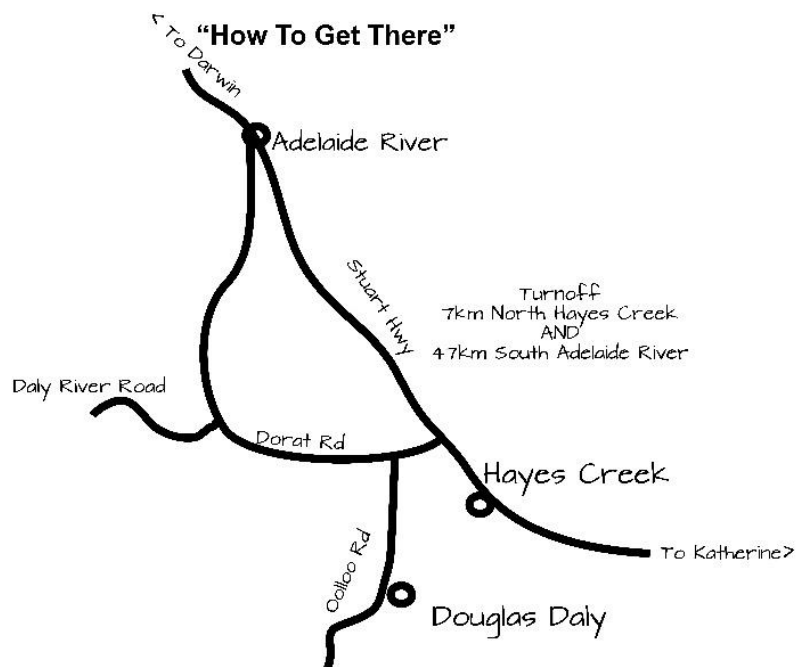 < To Darwin
“How To Get There”
Adelaide River
Stuart Hwy
Turnoff
7km North Hayes Creek
AND
47km South Adelaide River
Daly River Road
Dorat Rd
Hayes Creek
To Katherine>
Oolloo Rd
Douglas Daly